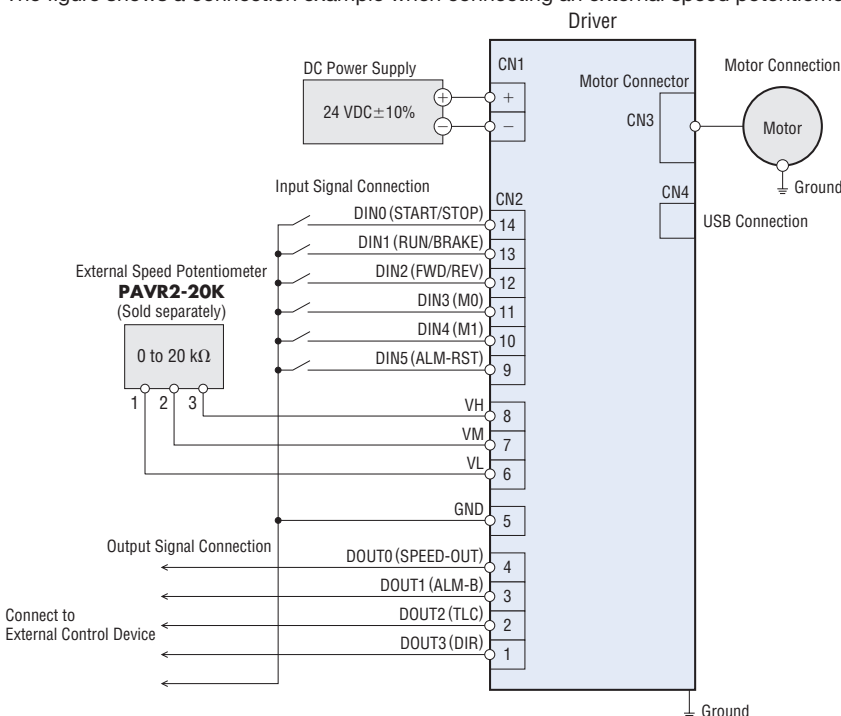 The figure shows a connection example when connecting an external speed
Driver
DC Power Supply
24 VDC±10%
+
−
CN1
+
−
Motor Connector
CN3
Motor Connection
Motor
Ground
CN4
USB Connection
Input Signal Connection
CN2
DIN0 (START/STOP)
14
DIN1 (RUN/BRAKE)
13
DIN2 (FWD/REV)
12
DIN3 (M0)
11
DIN4 (M1)
10
DIN5 (ALM-RST)
9
External Speed Potentiometer
PAVR2-20K
(Sold separately)
0 to 20 kΩ
1 2 3
VH
8
VM
7
VL
6
GND
5
Output Signal Connection
DOUT0 (SPEED-OUT)
4
DOUT1 (ALM-B)
3
DOUT2 (TLC)
2
DOUT3 (DIR)
1
Connect to
External Control Device
Ground